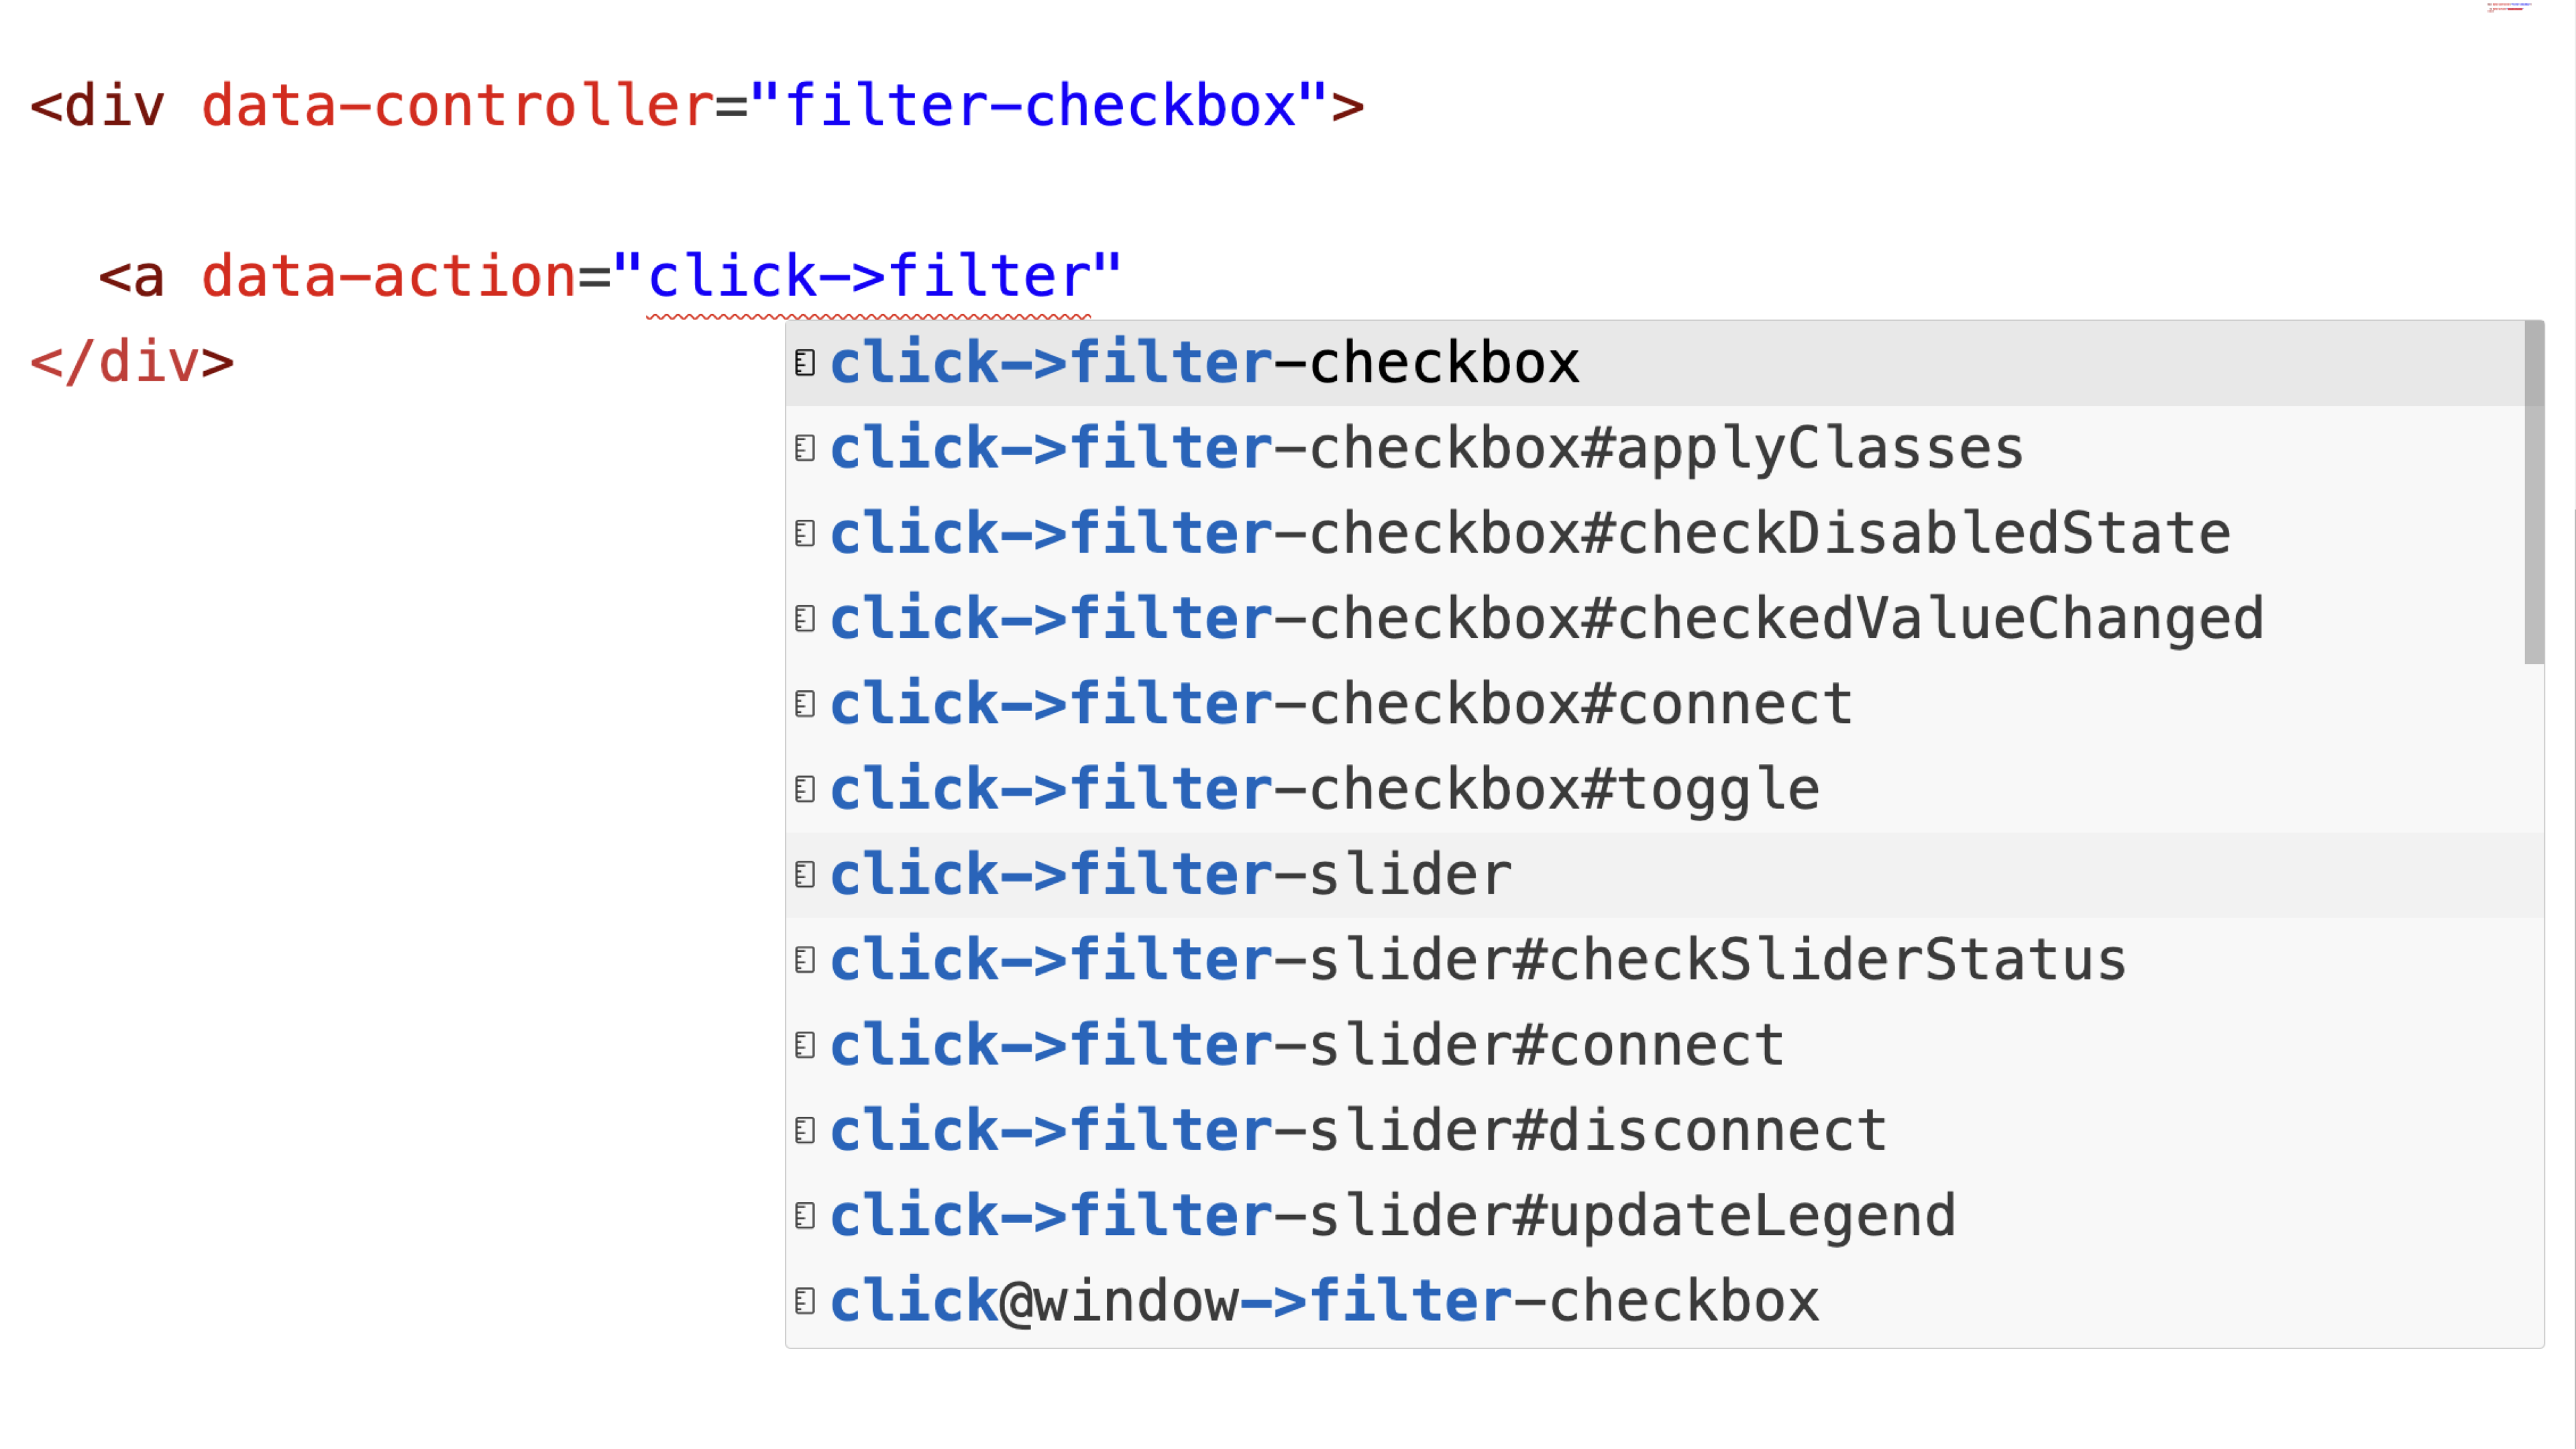 <div data-controller="filter-checkbox">
<a data-action="click->filter"
</div>
click->filter-checkbox
click->filter-checkbox#applyClasses
click->filter-checkbox#checkDisabledState
click->filter-checkbox#checkedValueChanged
click->filter-checkbox#connect
click->filter-checkbox#toggle
click->filter-slider
click->filter-slider#checkSliderStatus
click->filter-slider#connect
click->filter-slider#disconnect
click->filter-slider#updateLegend
click@window->filter-checkbox